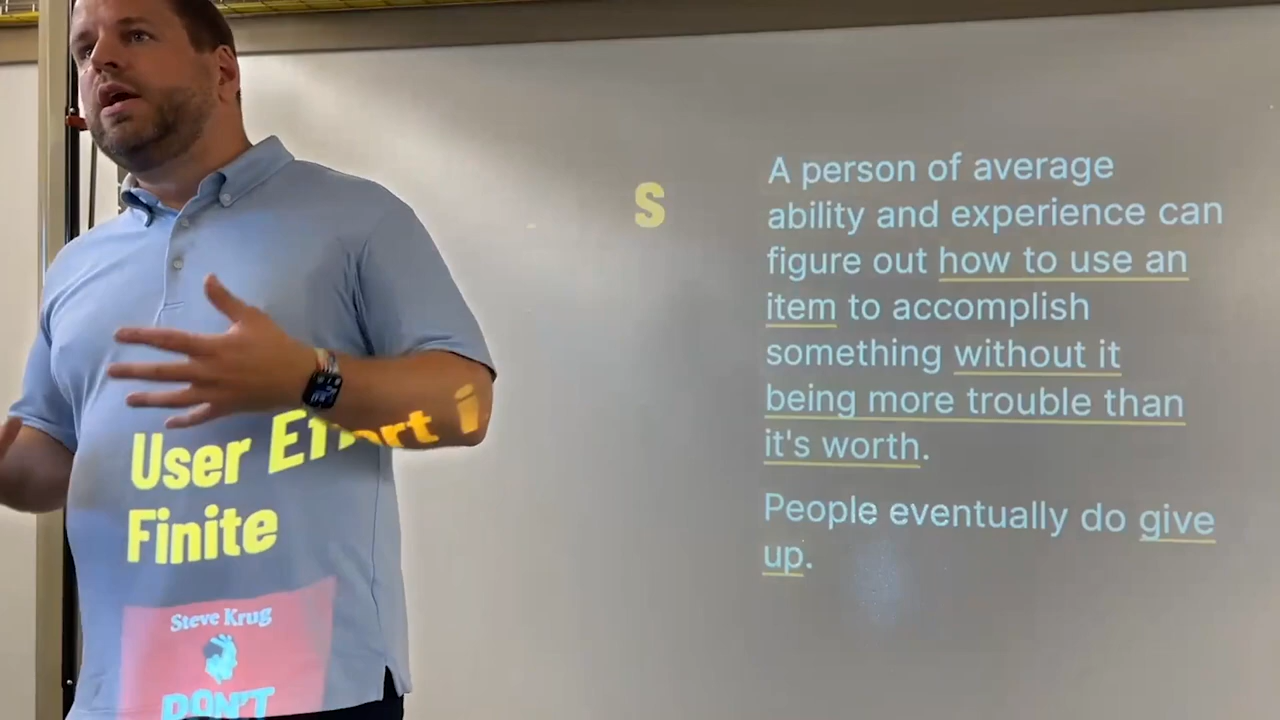 User Effort is
Finite
Steve Krug
DON'T
A person of average
ability and experience can
figure out how to use an
item to accomplish
something without it
being more trouble than
it's worth.
People eventually do give
up.